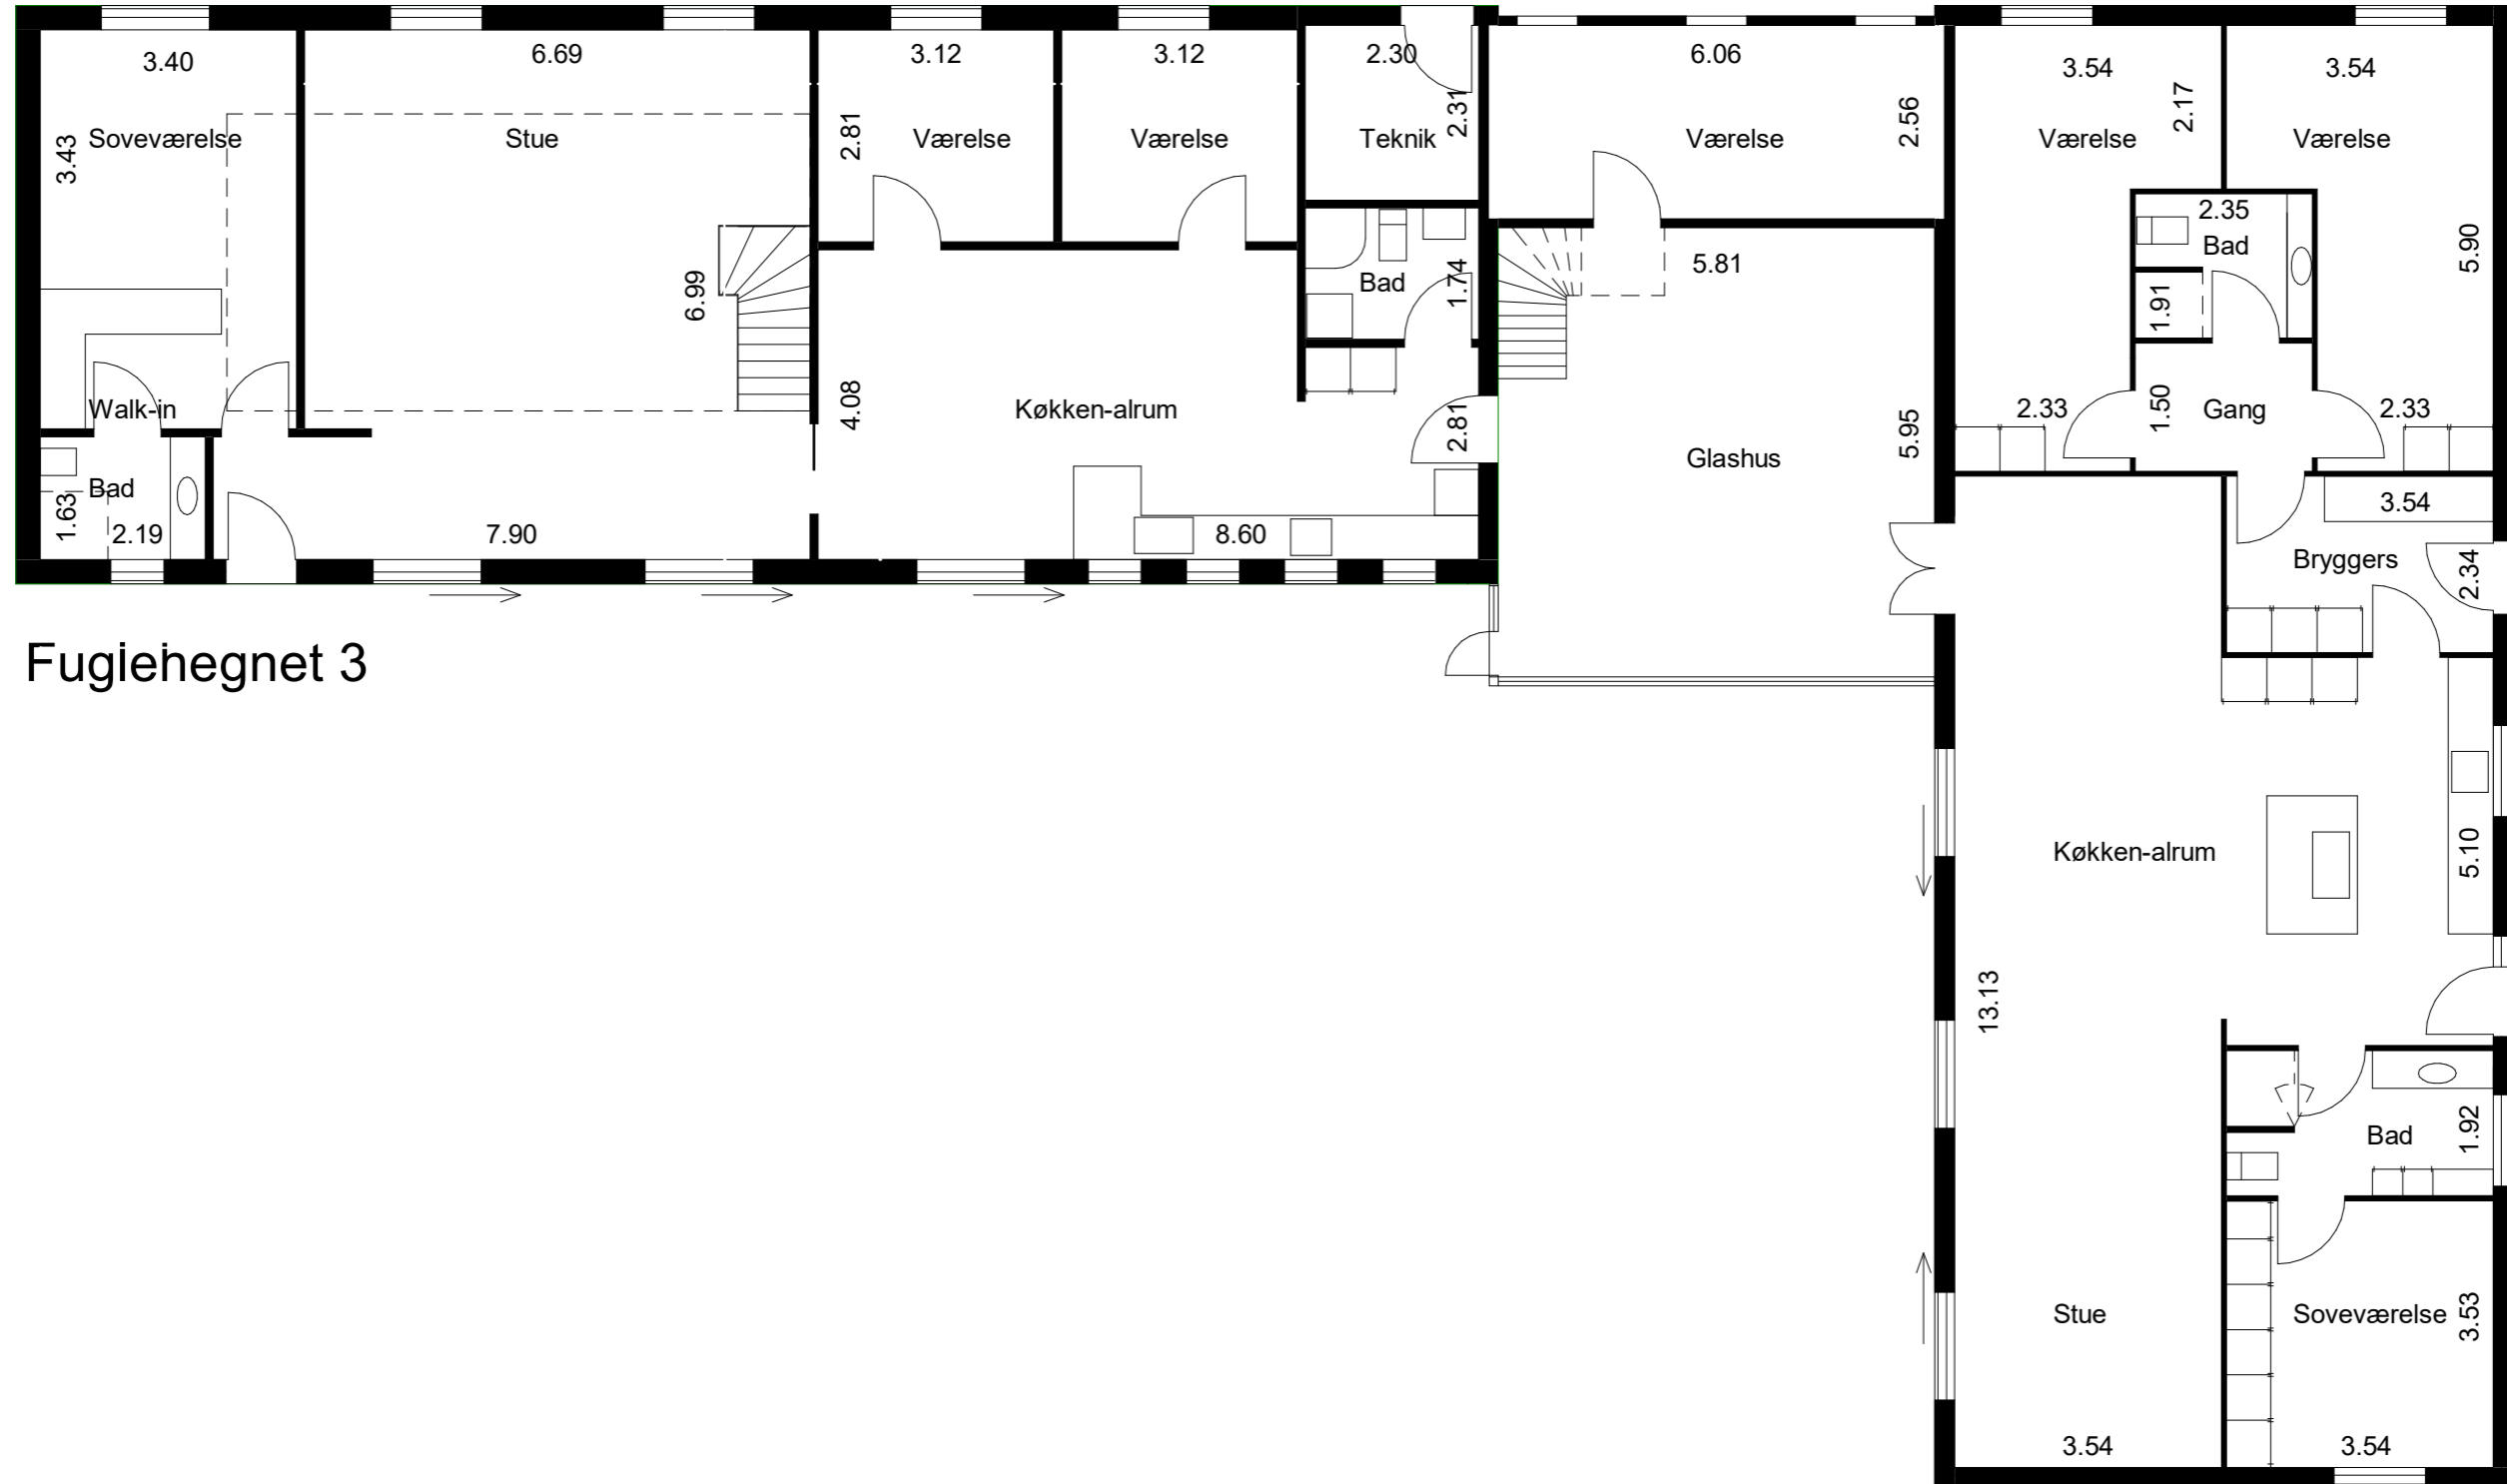 3.40
6.69
3.12
3.12
2.30
6.06
3.54
3.54
3.43
Soveværelse
Stue
2.81
Værelse
Værelse
Teknik
2.31
Værelse
2.56
Værelse
2.17
Værelse
2.35
Bad
5.90
6.99
Bad
1.74
5.81
1.91
Walk-in
4.08
Køkken-alrum
2.81
Glashus
5.95
2.33
1.50
Gang
2.33
Bad
1.63
2.19
7.90
8.60
3.54
Bryggers
2.34
Fuglehegnet 3
Køkken-alrum
5.10
13.13
Bad
1.92
Stue
Soveværelse
3.53
3.54
3.54